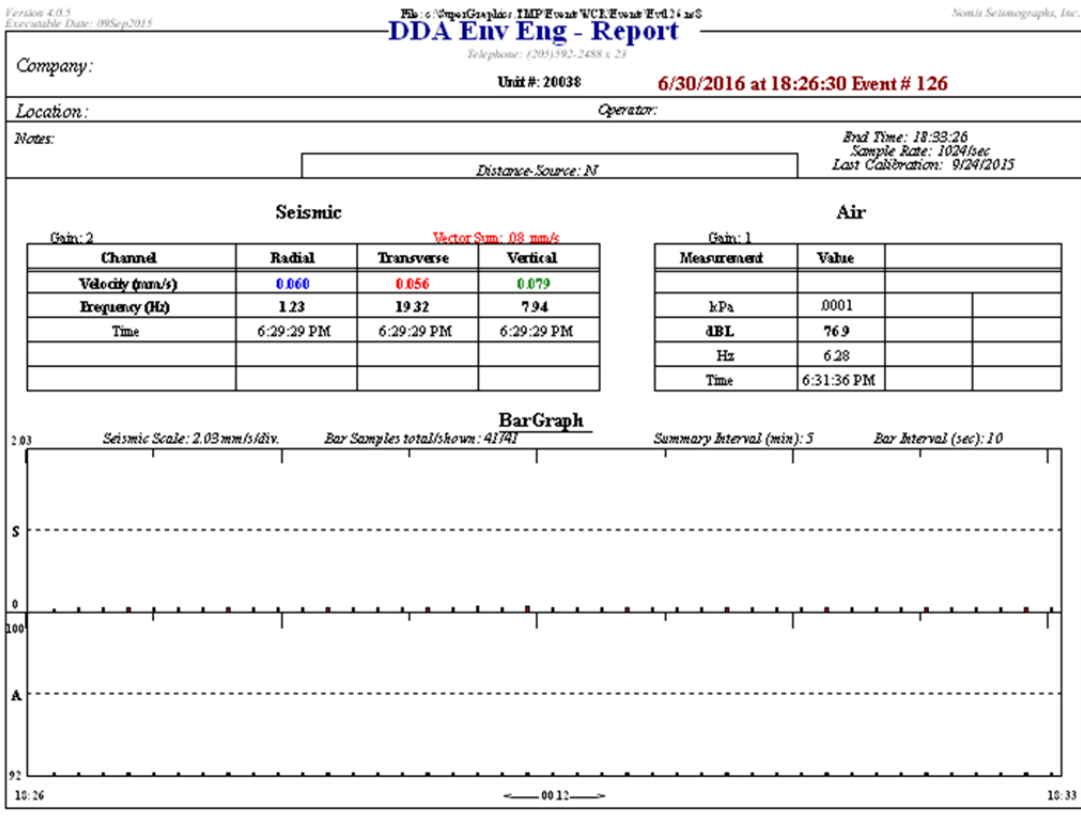 Version 4.0.5
Executable Date: 09Sep2015
Nomis Seismographs, Inc.
DDA Env Eng - Report
Telephone: (205)592-2488 x 23
Company:
Unit #: 20038
6/30/2016 at 18:26:30 Event # 126
Location:
Operator:
Notes:
End Time: 18:33:26
Sample Rate: 1024/sec
Last Calibration: 9/24/2015
Distance-Source: N
Seismic
Gain: 2
Vector Sum: .08 mm/s
Channel Radial Transverse Vertical
Velocity (mm/s) 0.060 0.056 0.079
Frequency (Hz) 1.23 19.32 7.94
Time 6:29:29 PM 6:29:29 PM 6:29:29 PM
Air
Gain: 1
Measurement Value
kPa .0001
dBL 76.9
Hz 6.28
Time 6:31:36 PM
BarGraph
Seismic Scale: 2.03 mm/s/div. Bar Samples total/shown: 41/41 Summary Interval (min): 5 Bar Interval (sec): 10
2.03
S
0
100
A
92
18:26
00 12
18:33